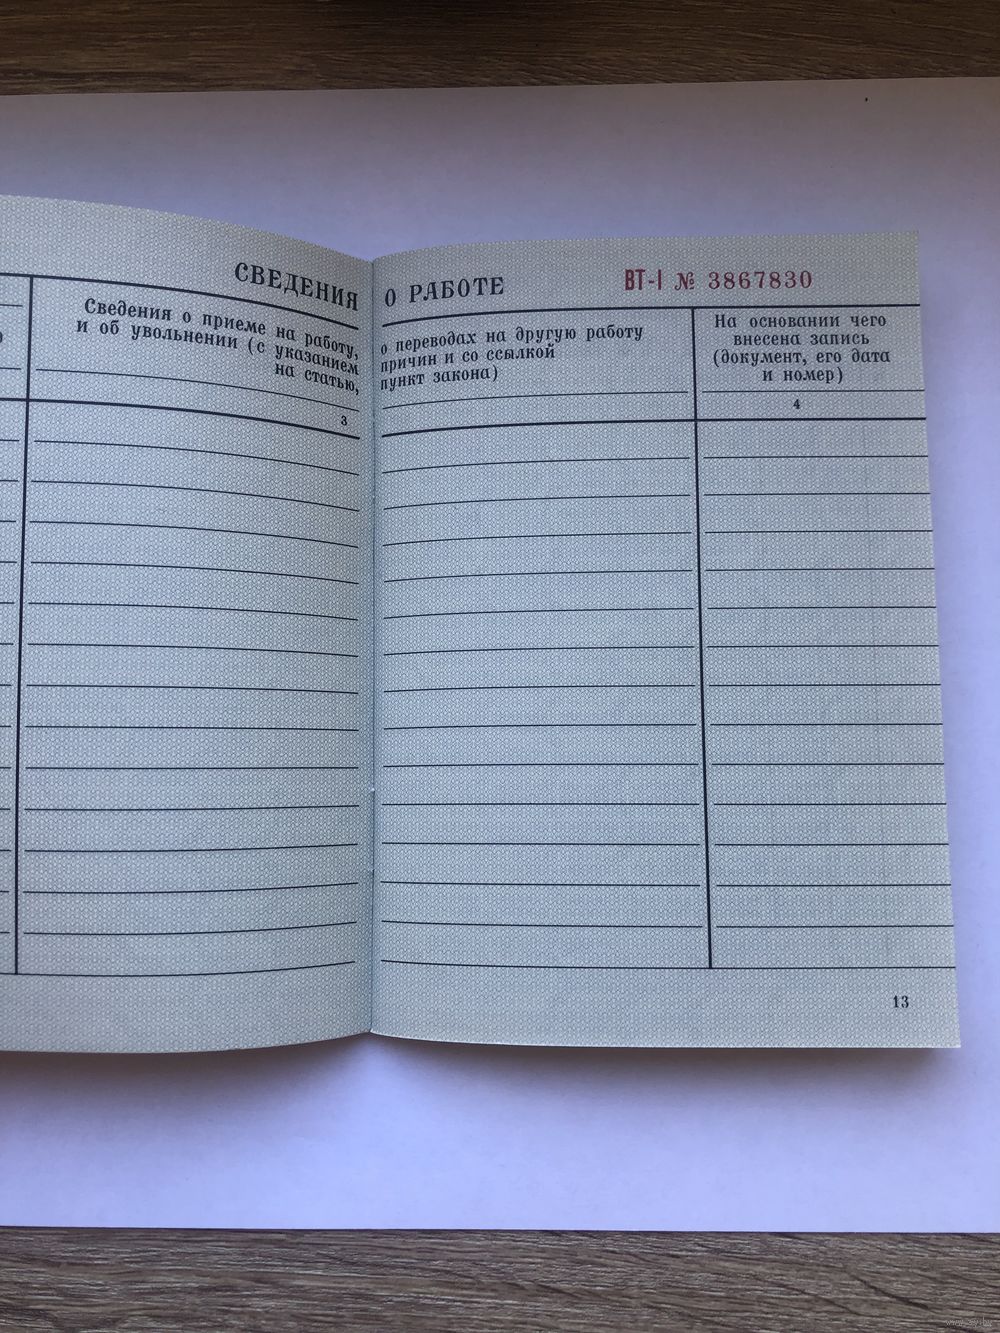 СВЕДЕНИЯ О РАБОТЕ
ВТ-I № 3867830
Сведения о приеме на работу, о переводах на другую работу
и об увольнении (с указанием причин и со ссылкой
на статью, пункт закона)
На основании чего
внесена запись
(документ, его дата
и номер)
3
4
13